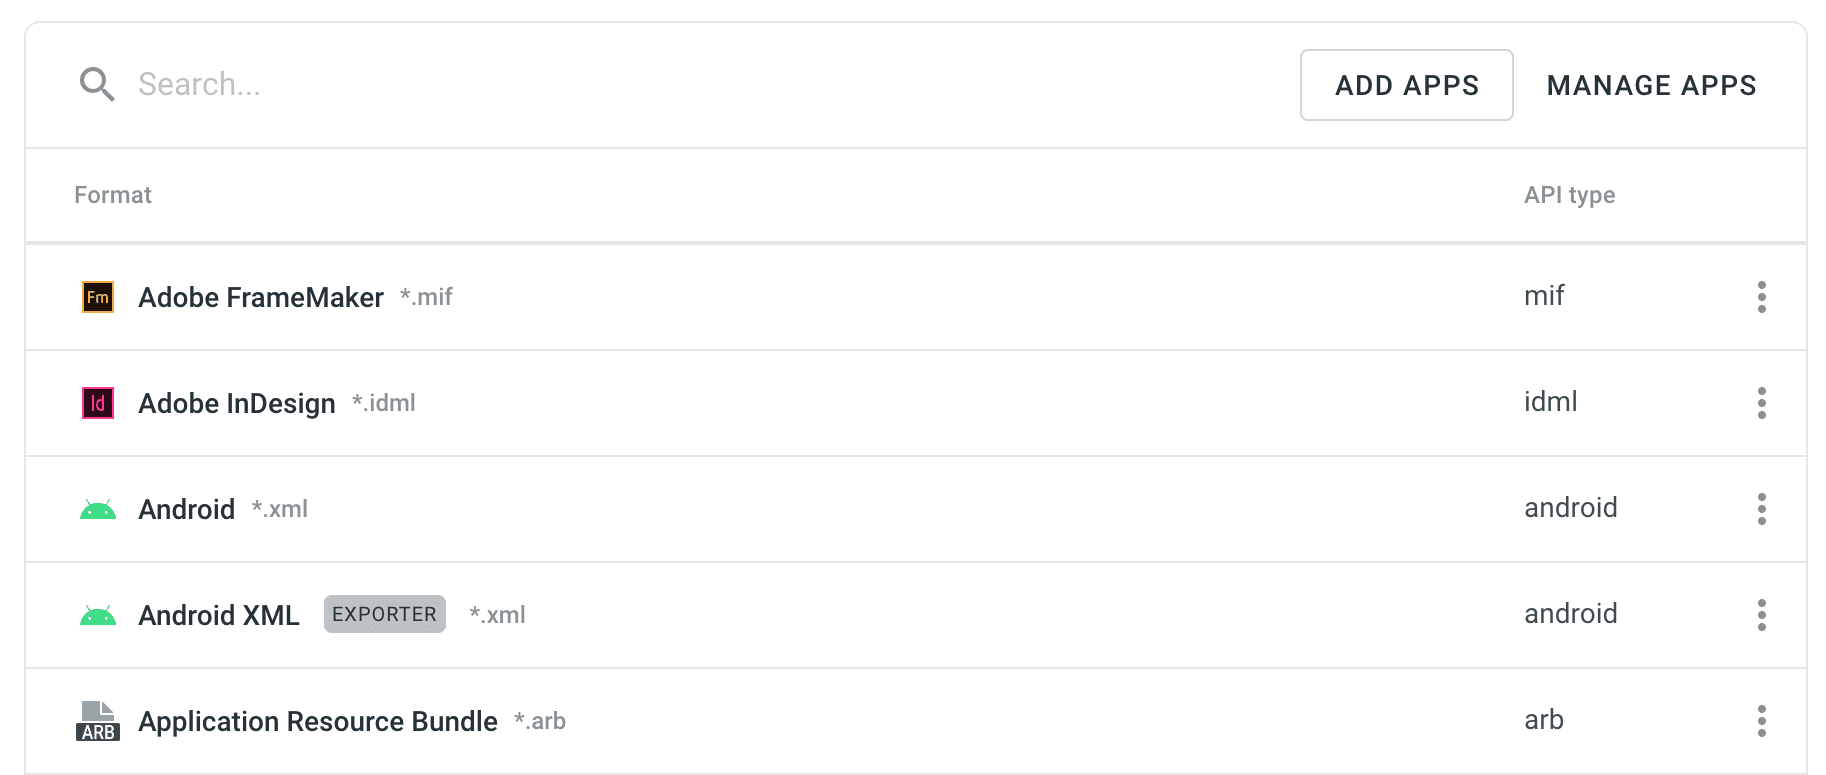 Search...
ADD APPS
MANAGE APPS
Format
API type
Fm
Adobe FrameMaker *.mif
mif
Id
Adobe InDesign *.idml
idml
Android *.xml
android
Android XML EXPORTER *.xml
android
ARB
Application Resource Bundle *.arb
arb